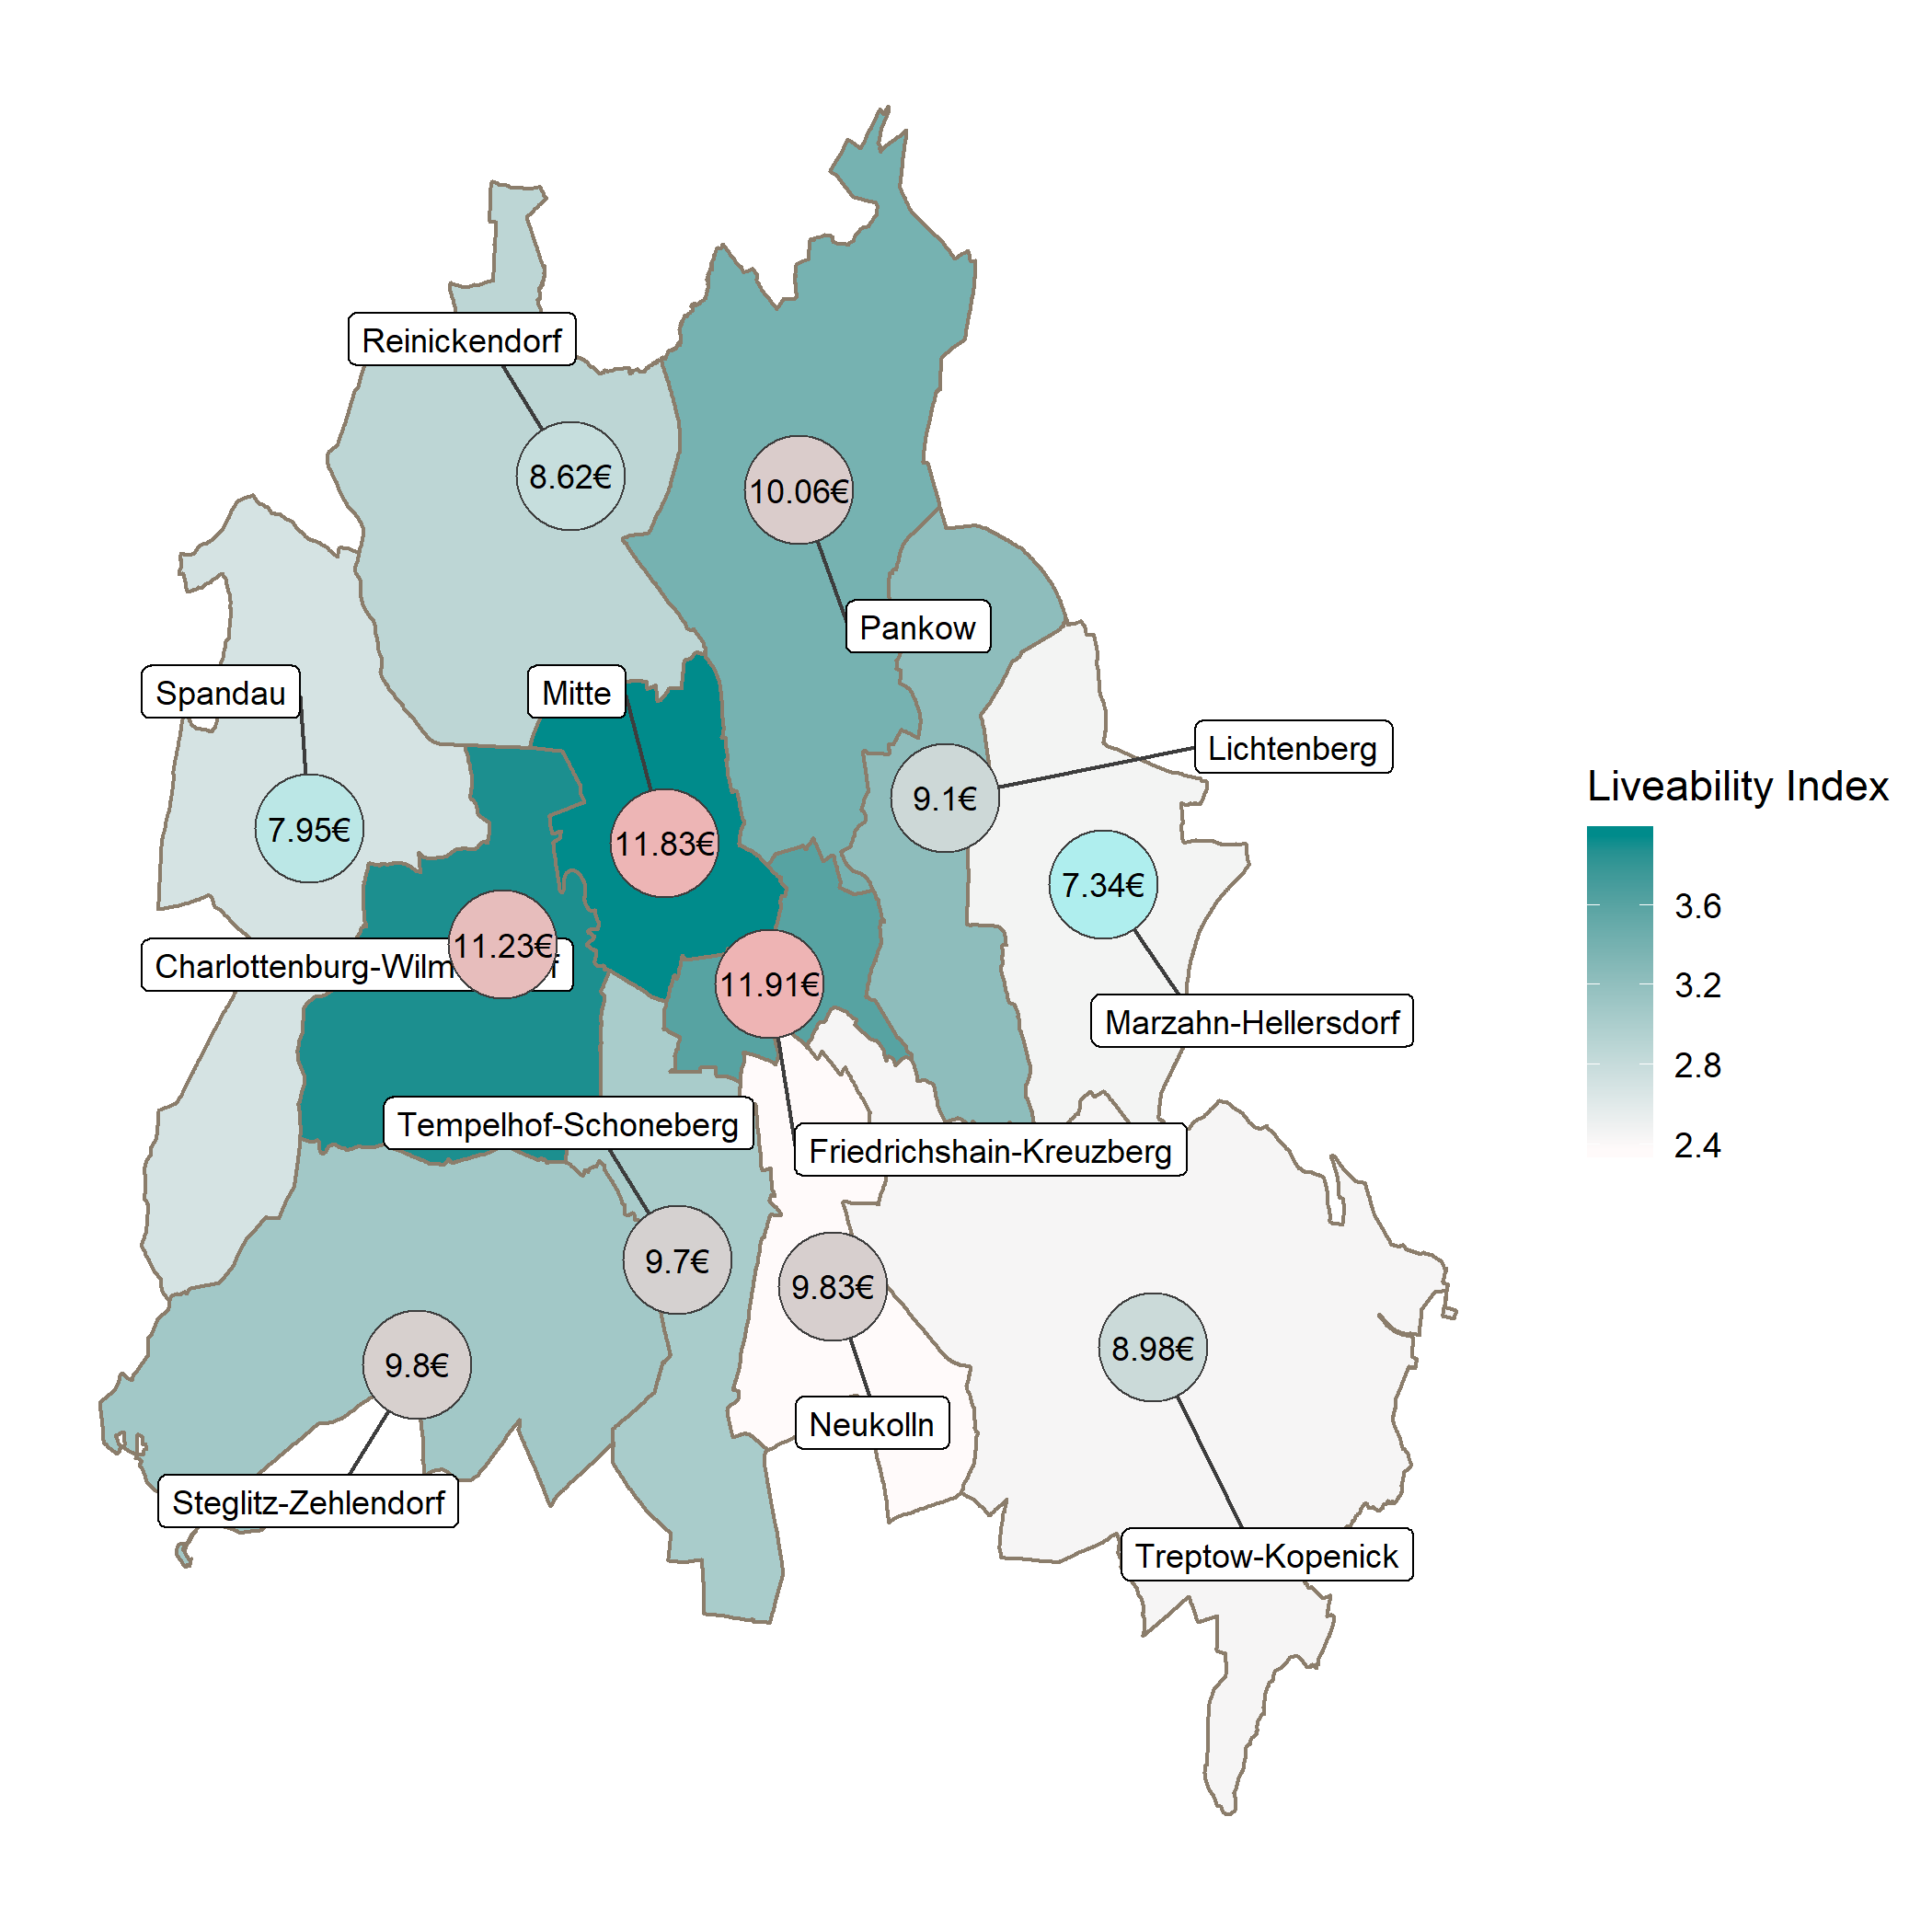 Reinickendorf
8.62€
10.06€
Pankow
Spandau
Mitte
Lichtenberg
7.95€
11.83€
9.1€
7.34€
11.23€
Charlottenburg-Wilm f
11.91€
Marzahn-Hellersdorf
Tempelhof-Schoneberg
Friedrichshain-Kreuzberg
9.7€
9.83€
8.98€
9.8€
Neukolln
Steglitz-Zehlendorf
Treptow-Kopenick
Liveability Index
3.6
3.2
2.8
2.4